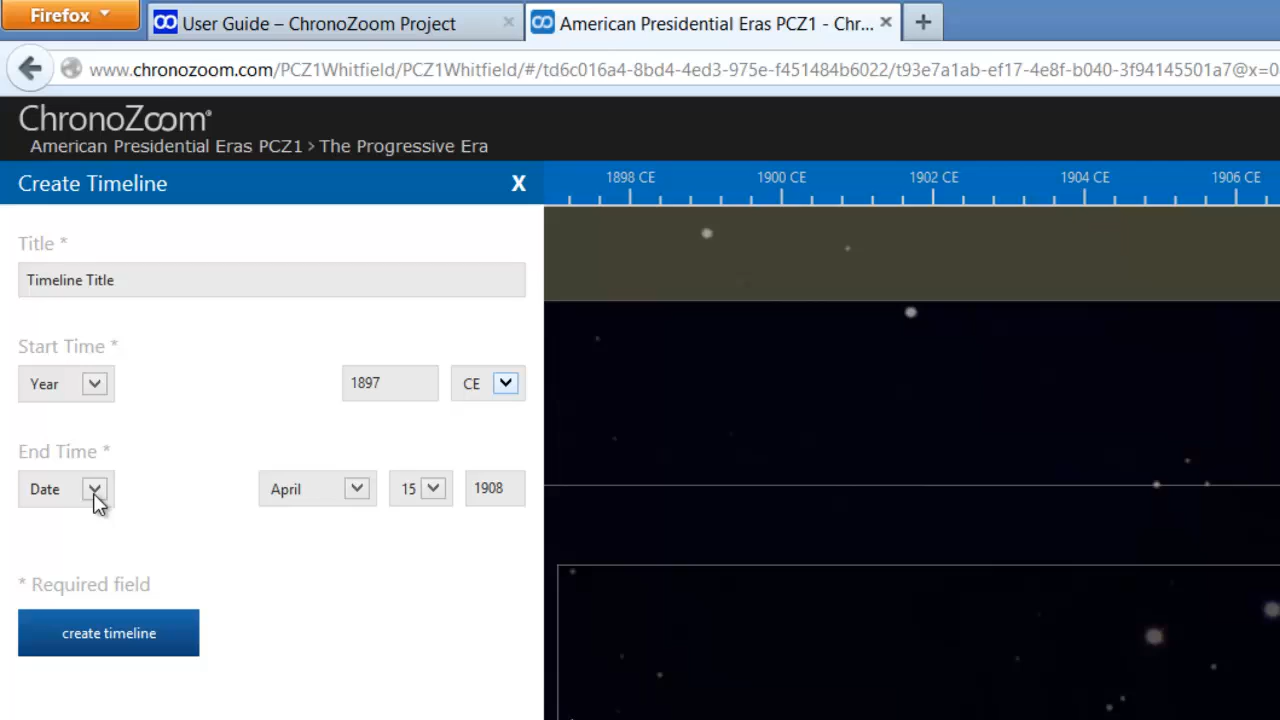 Firefox
User Guide – ChronoZoom Project
American Presidential Eras PCZ1 - Chr...
www.chronozoom.com/PCZ1Whitfield/PCZ1Whitfield/#/td6c016a4-8bd4-4ed3-975e-f451484b6022/t93e7a1ab-ef17-4e8f-b040-3f94145501a7@x=0
ChronoZoom®
American Presidential Eras PCZ1 > The Progressive Era
Create Timeline X
1898 CE 1900 CE 1902 CE 1904 CE 1906 CE
Title *
Timeline Title
Start Time *
Year 1897 CE
End Time *
Date April 15 1908
* Required field
create timeline